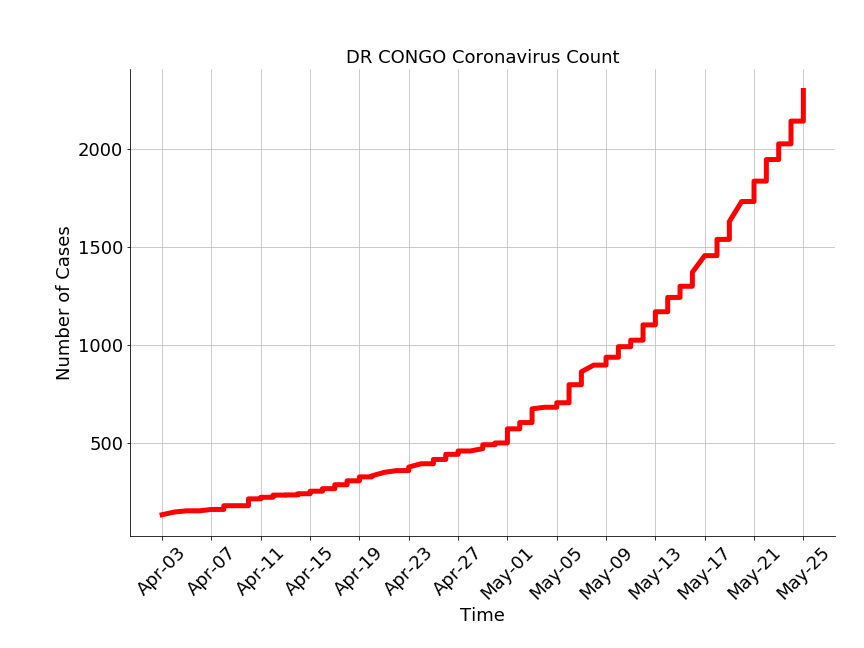 DR CONGO Coronavirus Count
Number of Cases
2000
1500
1000
500
Apr-03 Apr-07 Apr-11 Apr-15 Apr-19 Apr-23 Apr-27 May-01 May-05 May-09 May-13 May-17 May-21 May-25
Time